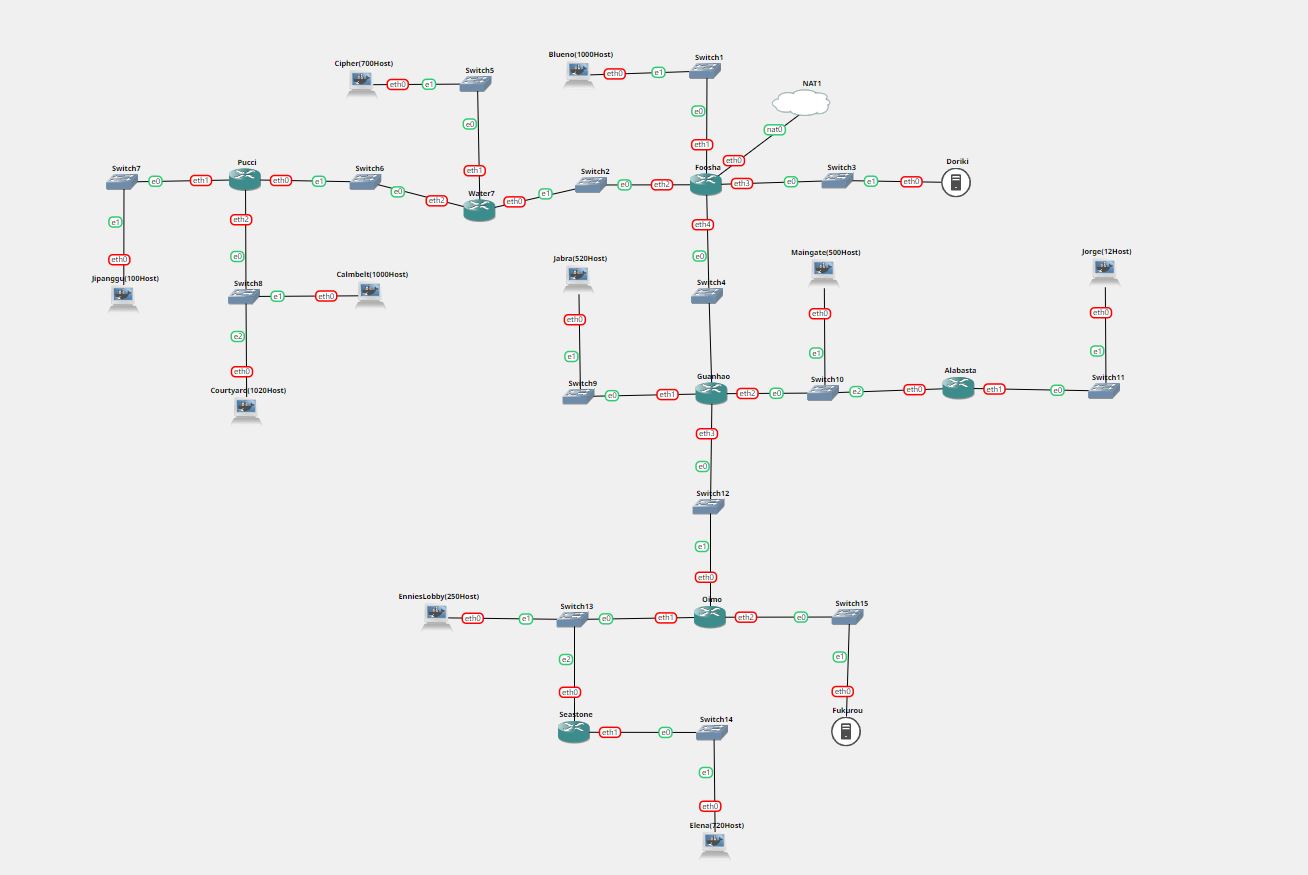 Blueno(1000Host)
Switch1
Cipher(700Host)
Switch5
eth0
e1
eth0
e1
NAT1
e0
e0
nat0
eth1
eth0
Switch7
Pucci
Switch6
eth1
Switch2
Foosha
Switch3
Doriki
e0
eth1
eth0
e1
e0
eth2
Water7
eth0
e1
e0
eth2
eth3
e0
e1
eth0
e1
eth2
eth4
Jipanggu(100Host)
eth0
e0
Switch8
Calmbelt(1000Host)
e1
eth0
Jabra(520Host)
e0
Switch4
Maingate(500Host)
Jorge(12Host)
eth0
eth0
eth0
e2
e1
e1
e1
eth0
Courtyard(1020Host)
Switch9
Guanhao
Switch10
Alabasta
Switch11
e0
eth1
eth2
e0
e2
eth0
eth1
e0
eth3
e0
Switch12
e1
eth0
EnniesLobby(250Host)
Switch13
Oimo
Switch15
eth0
e1
e0
eth1
eth2
e0
e2
e1
eth0
eth0
Seastone
Switch14
Fukurou
eth1
e0
e1
eth0
Elena(720Host)